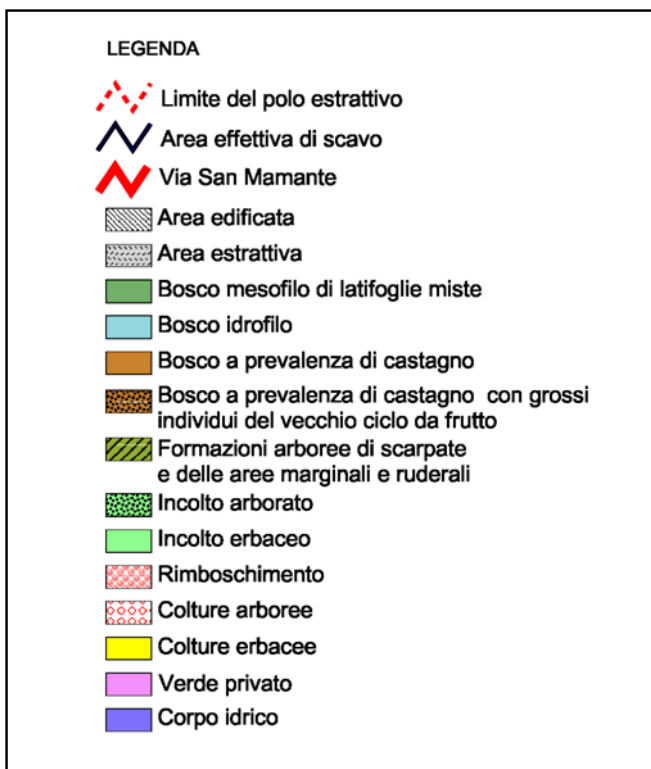 LEGENDA
Limite del polo estrattivo
Area effettiva di scavo
Via San Mamante
Area edificata
Area estrattiva
Bosco mesofilo di latifoglie miste
Bosco idrofilo
Bosco a prevalenza di castagno
Bosco a prevalenza di castagno con grossi
individui del vecchio ciclo da frutto
Formazioni arboree di scarpate
e delle aree marginali e ruderali
Incolto arborato
Incolto erbaceo
Rimboschimento
Colture arboree
Colture erbacee
Verde privato
Corpo idrico